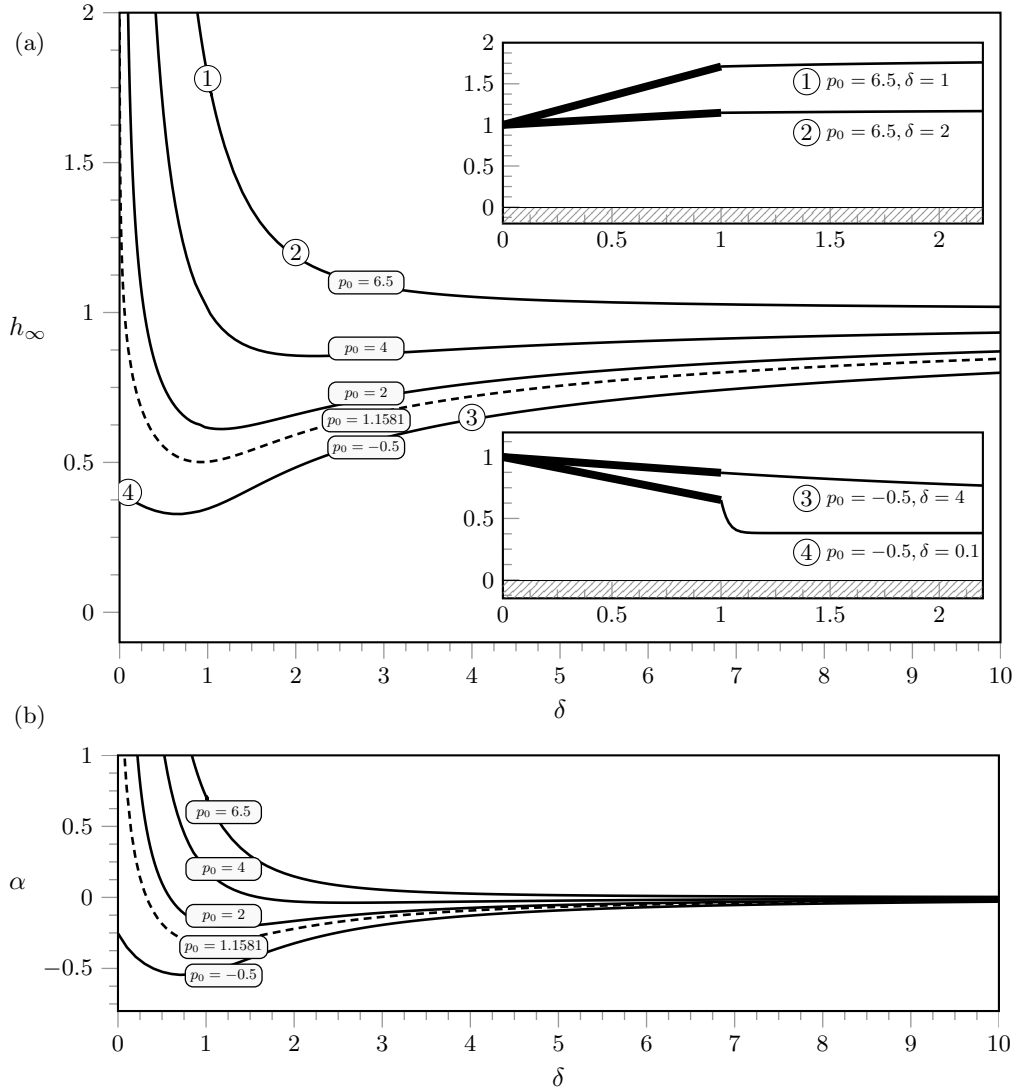 (a)
2
1.5
1
0.5
0
h∞
0 1 2 3 4 5 6 7 8 9 10
δ
1
2
3
4
p₀ = 6.5
p₀ = 4
p₀ = 2
p₀ = 1.1581
p₀ = −0.5
2
1.5
1
0.5
0
0 0.5 1 1.5 2
1 p₀ = 6.5, δ = 1
2 p₀ = 6.5, δ = 2
1
0.5
0
0 0.5 1 1.5 2
3 p₀ = −0.5, δ = 4
4 p₀ = −0.5, δ = 0.1
(b)
1
0.5
0
−0.5
α
p₀ = 6.5
p₀ = 4
p₀ = 2
p₀ = 1.1581
p₀ = −0.5
0 1 2 3 4 5 6 7 8 9 10
δ